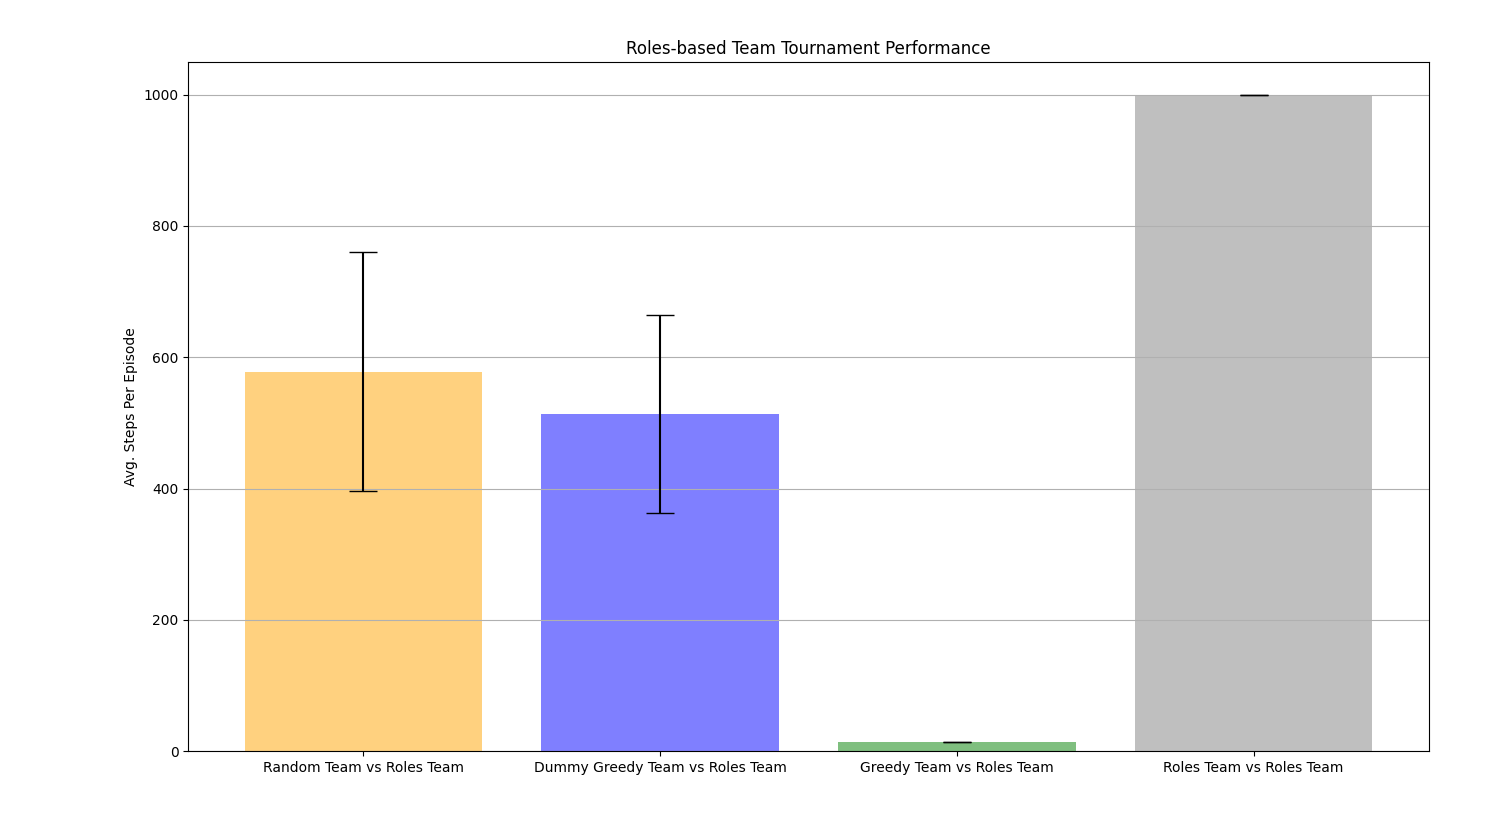 Roles-based Team Tournament Performance
Avg. Steps Per Episode
1000
800
600
400
200
0
Random Team vs Roles Team
Dummy Greedy Team vs Roles Team
Greedy Team vs Roles Team
Roles Team vs Roles Team